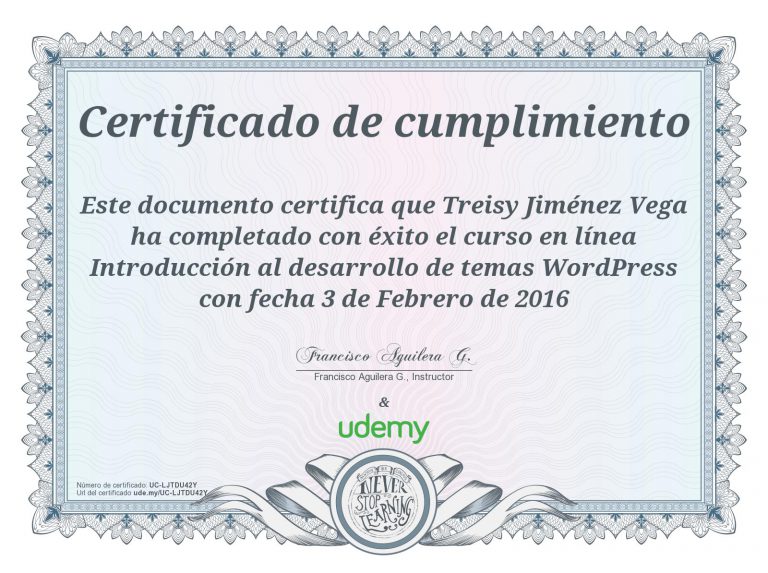 Certificado de cumplimiento
Este documento certifica que Treisy Jiménez Vega
ha completado con éxito el curso en línea
Introducción al desarrollo de temas WordPress
con fecha 3 de Febrero de 2016
Francisco Aguilera G.
Francisco Aguilera G., Instructor
&
udemy
Número de certificado: UC-LJTDU42Y
Url del certificado ude.my/UC-LJTDU42Y
NEVER
STOP
LEARNING